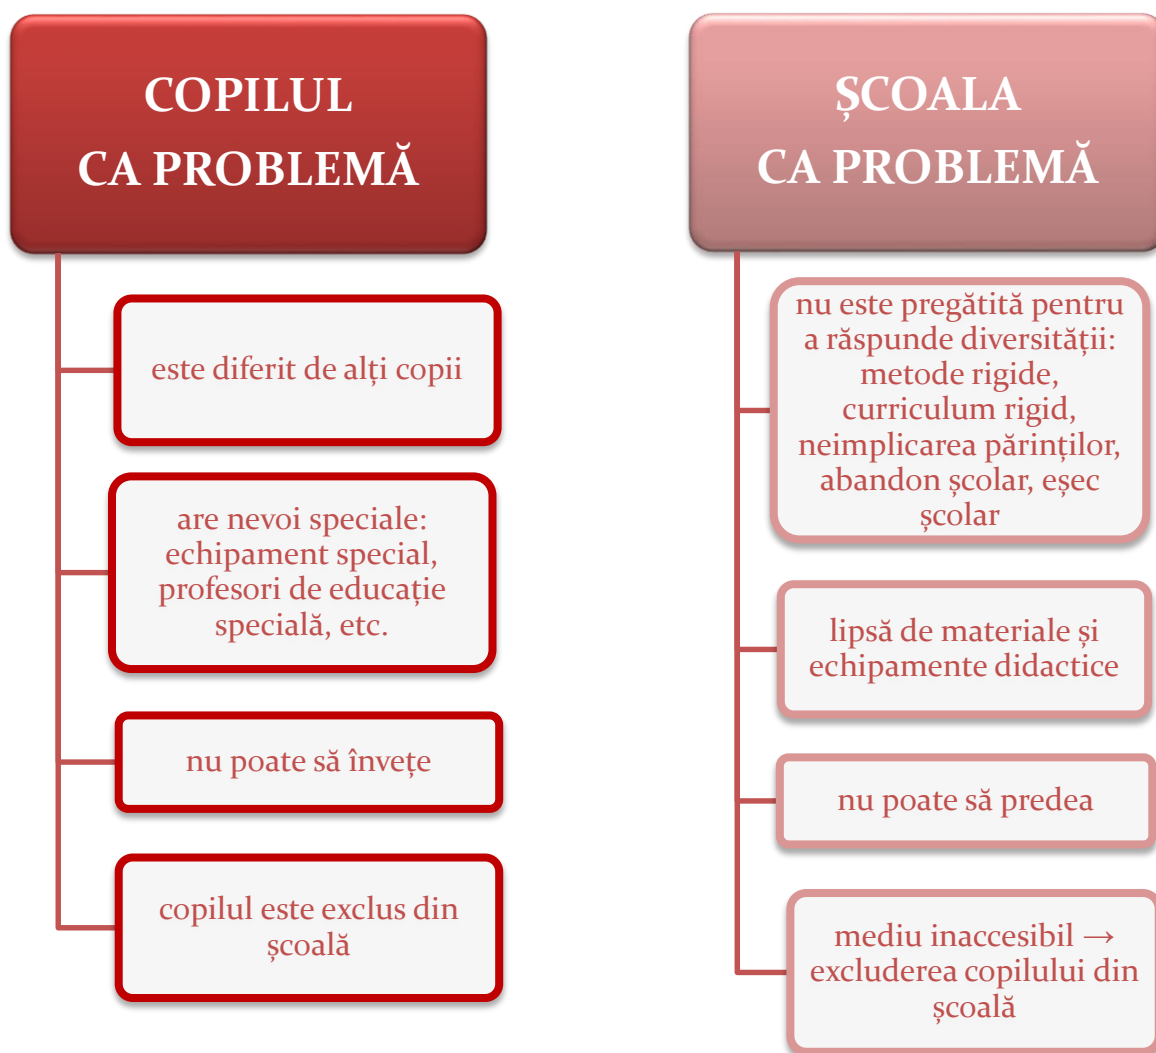 COPILUL
CA PROBLEMĂ
este diferit de alți copii
are nevoi speciale:
echipament special,
profesori de educație
specială, etc.
nu poate să învețe
copilul este exclus din
școală
ȘCOALA
CA PROBLEMĂ
nu este pregătită pentru
a răspunde diversității:
metode rigide,
curriculum rigid,
neimplicarea părinților,
abandon școlar, eșec
școlar
lipsă de materiale și
echipamente didactice
nu poate să predea
mediu inaccesibil →
excluderea copilului din
școală